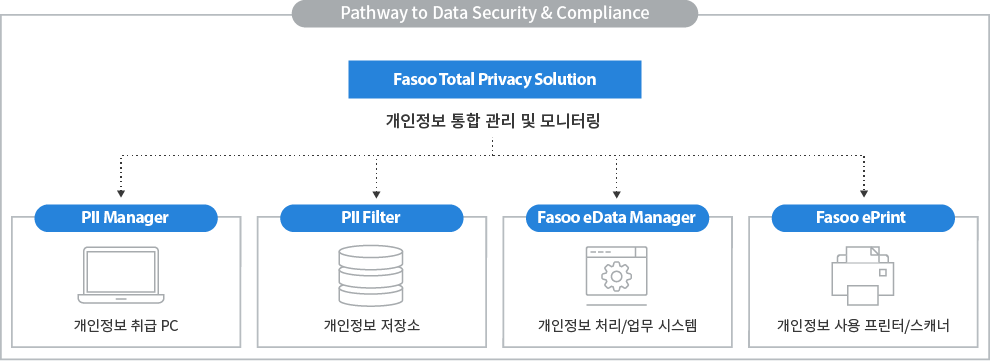 Pathway to Data Security & Compliance
Fasoo Total Privacy Solution
개인정보 통합 관리 및 모니터링
PII Manager
개인정보 취급 PC
PII Filter
개인정보 저장소
Fasoo eData Manager
개인정보 처리/업무 시스템
Fasoo ePrint
개인정보 사용 프린터/스캐너